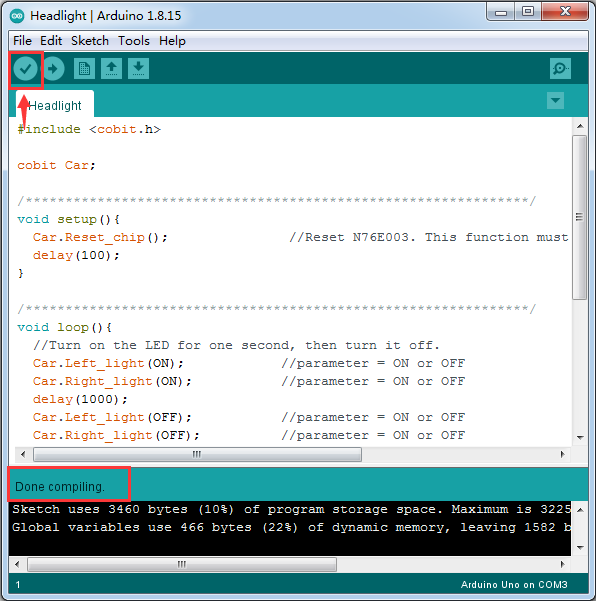 Headlight | Arduino 1.8.15
File Edit Sketch Tools Help
Headlight
#include <cobit.h>
cobit Car;
/****************************************************************/
void setup(){
Car.Reset_chip(); //Reset N76E003. This function must
delay(100);
}
/****************************************************************/
void loop(){
//Turn on the LED for one second, then turn it off.
Car.Left_light(ON); //parameter = ON or OFF
Car.Right_light(ON); //parameter = ON or OFF
delay(1000);
Car.Left_light(OFF); //parameter = ON or OFF
Car.Right_light(OFF); //parameter = ON or OFF
Done compiling.
Sketch uses 3460 bytes (10%) of program storage space. Maximum is 3225
Global variables use 466 bytes (22%) of dynamic memory, leaving 1582 b
1 Arduino Uno on COM3